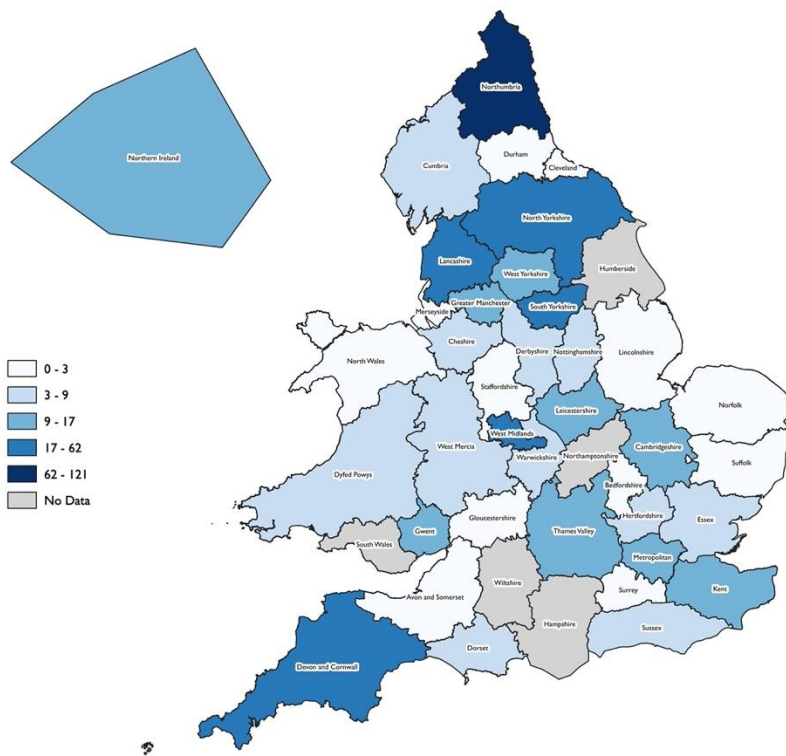 Northumbria
Northern Ireland
Durham
Cumbria
Cleveland
North Yorkshire
Lancashire
West Yorkshire
Humberside
Greater Manchester
South Yorkshire
Merseyside
Cheshire
Derbyshire
Nottinghamshire
Lincolnshire
North Wales
0 - 3
3 - 9
9 - 17
17 - 62
62 - 121
No Data
Staffordshire
Leicestershire
Norfolk
West Midlands
West Mercia
Warwickshire
Northamptonshire
Cambridgeshire
Suffolk
Dyfed Powys
Bedfordshire
Gloucestershire
Hertfordshire
Essex
Gwent
South Wales
Thames Valley
Metropolitan
Wiltshire
Surrey
Kent
Avon and Somerset
Hampshire
Sussex
Dorset
Devon and Cornwall